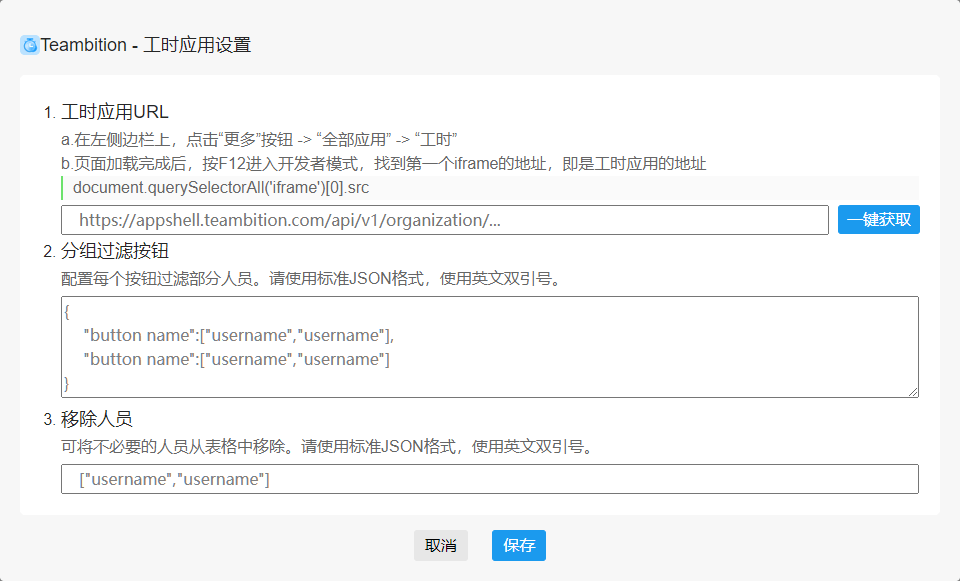 Teambition - 工时应用设置
1. 工时应用URL
a.在左侧边栏上，点击“更多”按钮 -> “全部应用” -> “工时”
b.页面加载完成后，按F12进入开发者模式，找到第一个iframe的地址，即是工时应用的地址
document.querySelectorAll('iframe')[0].src
https://appshell.teambition.com/api/v1/organization/... 一键获取
2. 分组过滤按钮
配置每个按钮过滤部分人员。请使用标准JSON格式，使用英文双引号。
{
"button name":["username","username"],
"button name":["username","username"]
}
3. 移除人员
可将不必要的人员从表格中移除。请使用标准JSON格式，使用英文双引号。
["username","username"]
取消 保存